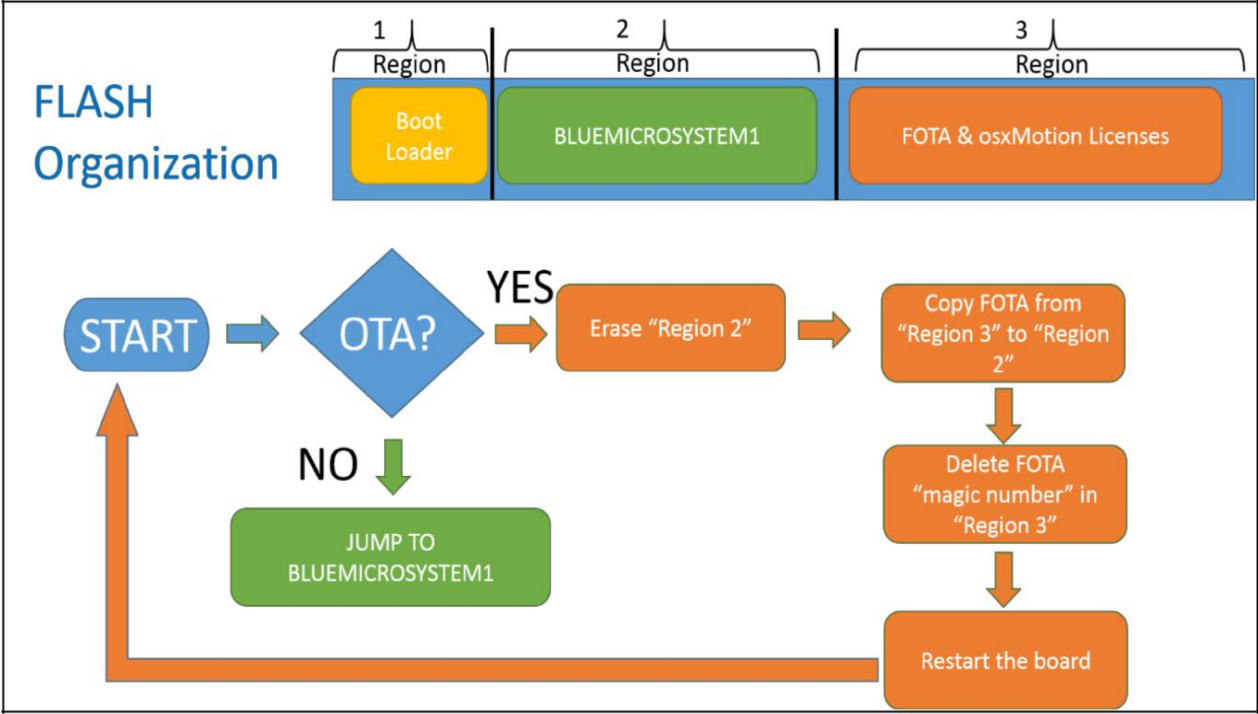 1
2
3
Region
Region
Region
FLASH
Organization
Boot
Loader
BLUEMICROSYSTEM1
FOTA & osxMotion Licenses
START
OTA?
YES
Erase “Region 2”
Copy FOTA from
“Region 3” to “Region
2”
NO
JUMP TO
BLUEMICROSYSTEM1
Delete FOTA
“magic number” in
“Region 3”
Restart the board